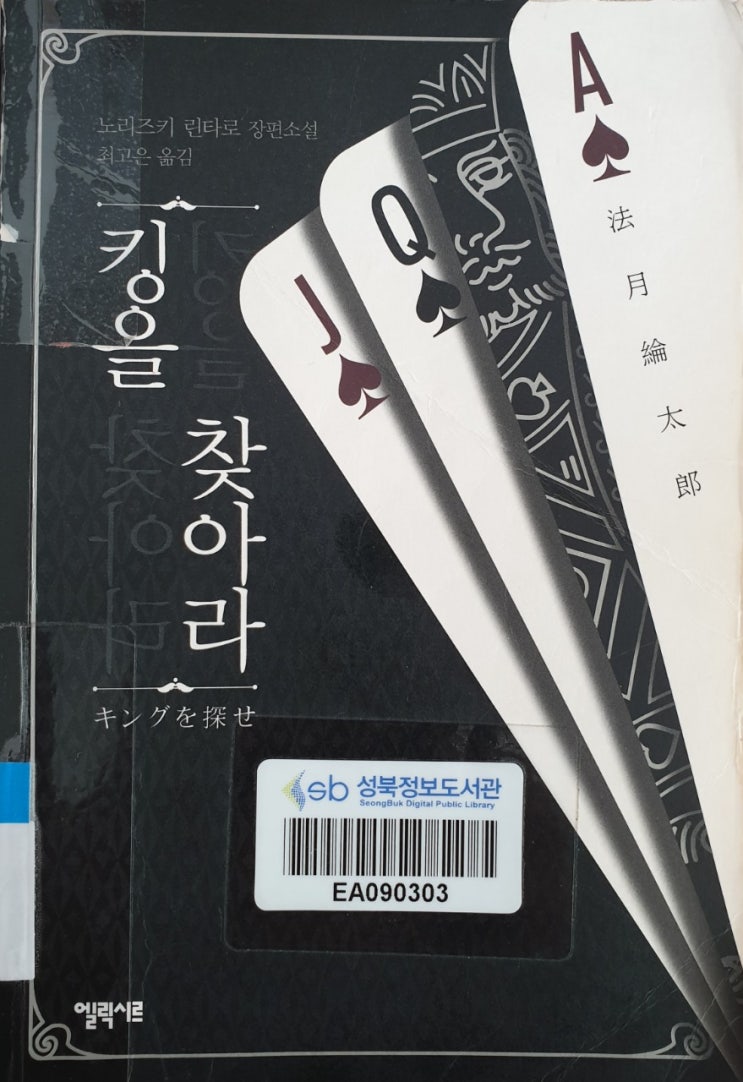 노리즈키 린타로 장편소설
최고은 옮김
킹을
찾아라
キングを探せ
J
Q
A
法月綸太郎
sb 성북정보도서관
SeongBuk Digital Public Library
EA090303
엘릭시르